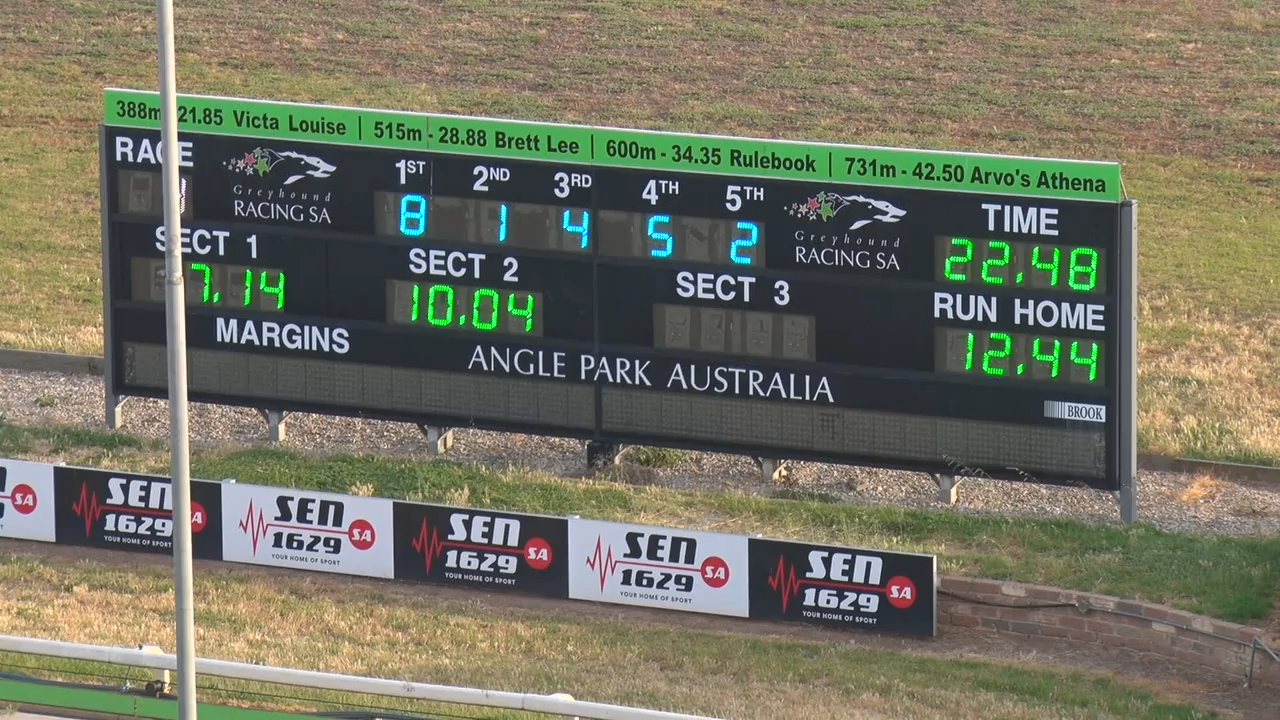 388m - 21.85 Victa Louise | 515m - 28.88 Brett Lee | 600m - 34.35 Rulebook | 731m - 42.50 Arvo's Athena
RACE
Greyhound
RACING SA
1ST 2ND 3RD 4TH 5TH
8 1 4 5 2
Greyhound
RACING SA
TIME
22.48
SECT 1
7.14
SECT 2
10.04
SECT 3
RUN HOME
12.44
MARGINS
ANGLE PARK AUSTRALIA
BROOK
SA
SEN
1629
SA
YOUR HOME OF SPORT
SEN
1629
SA
YOUR HOME OF SPORT
SEN
1629
SA
YOUR HOME OF SPORT
SEN
1629
SA
YOUR HOME OF SPORT
SEN
1629
SA
YOUR HOME OF SPORT